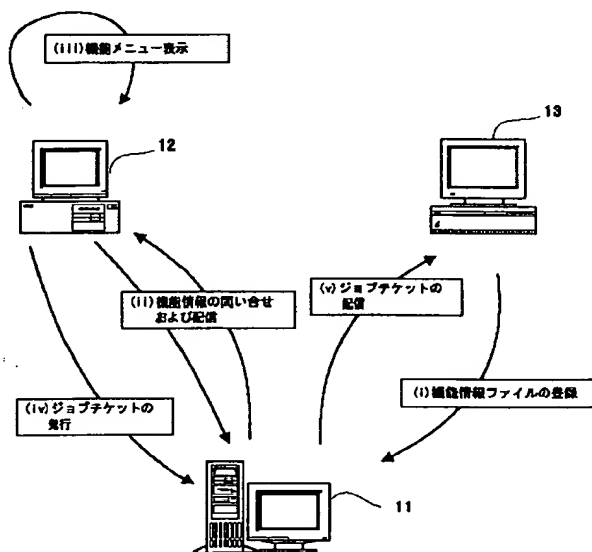 (iii)機能メニュー表示
12
13
(ii)機能情報の問い合せ
および配信
(v)ジョブチケットの
配信
(iv)ジョブチケットの
発行
(i)機能情報ファイルの登録
11